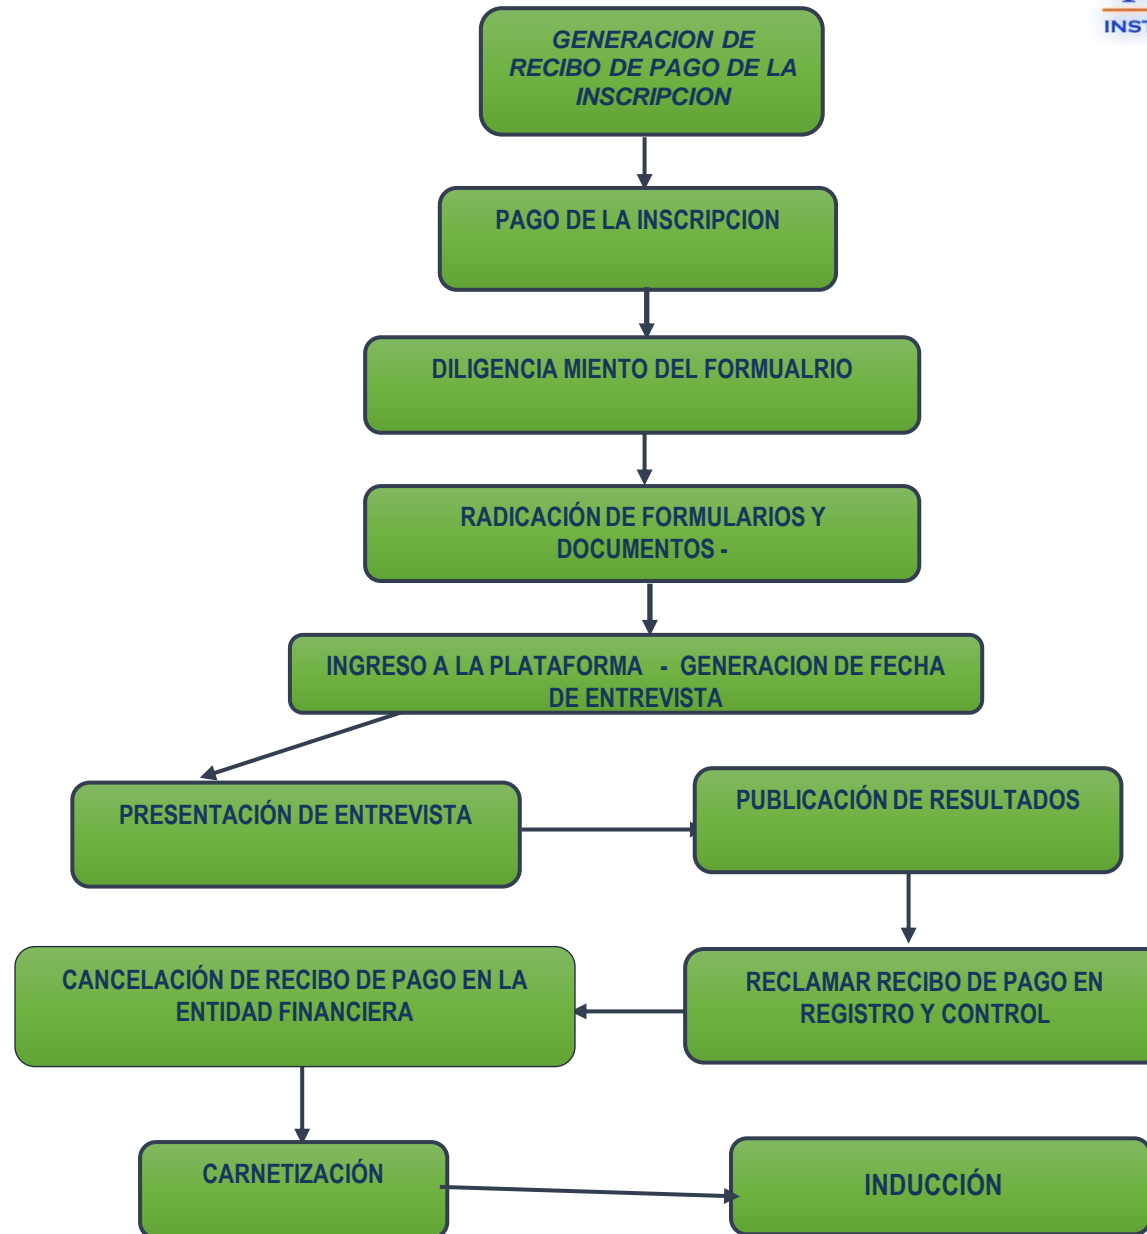 INST
GENERACION DE
RECIBO DE PAGO DE LA
INSCRIPCION
PAGO DE LA INSCRIPCION
DILIGENCIA MIENTO DEL FORMUALRIO
RADICACIÓN DE FORMULARIOS Y
DOCUMENTOS -
INGRESO A LA PLATAFORMA - GENERACION DE FECHA
DE ENTREVISTA
PRESENTACIÓN DE ENTREVISTA
PUBLICACIÓN DE RESULTADOS
CANCELACIÓN DE RECIBO DE PAGO EN LA
ENTIDAD FINANCIERA
RECLAMAR RECIBO DE PAGO EN
REGISTRO Y CONTROL
CARNETIZACIÓN
INDUCCIÓN